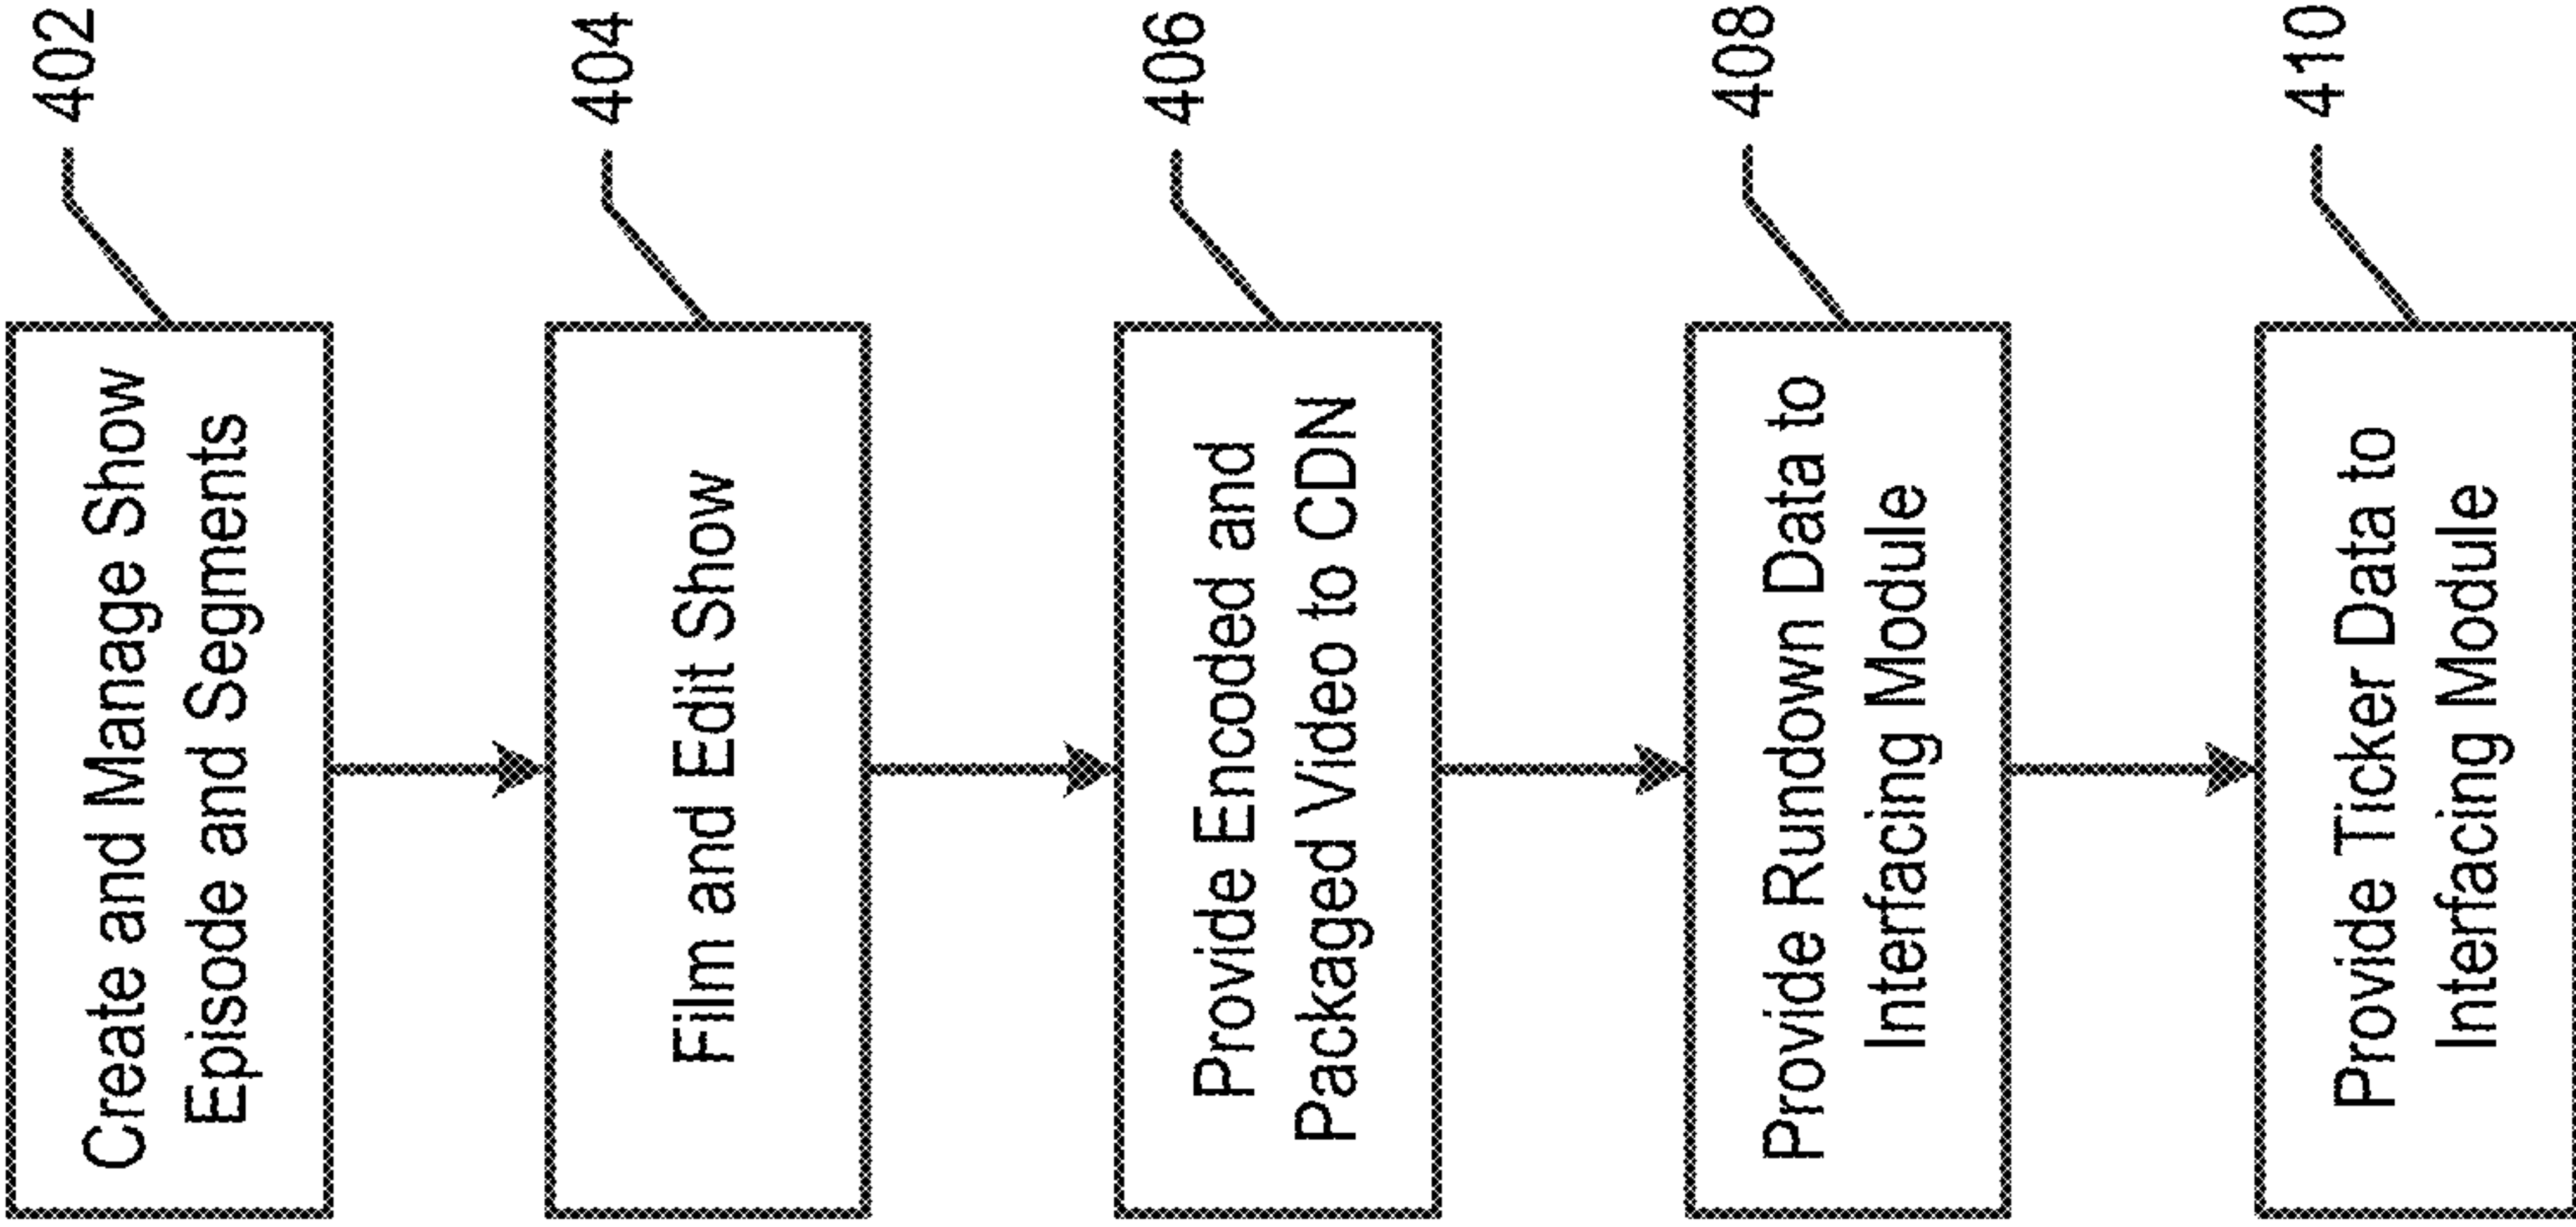 402
Create and Manage Show
Episode and Segments
404
Film and Edit Show
406
Provide Encoded and
Packaged Video to CDN
408
Provide Rundown Data to
Interfacing Module
410
Provide Ticker Data to
Interfacing Module